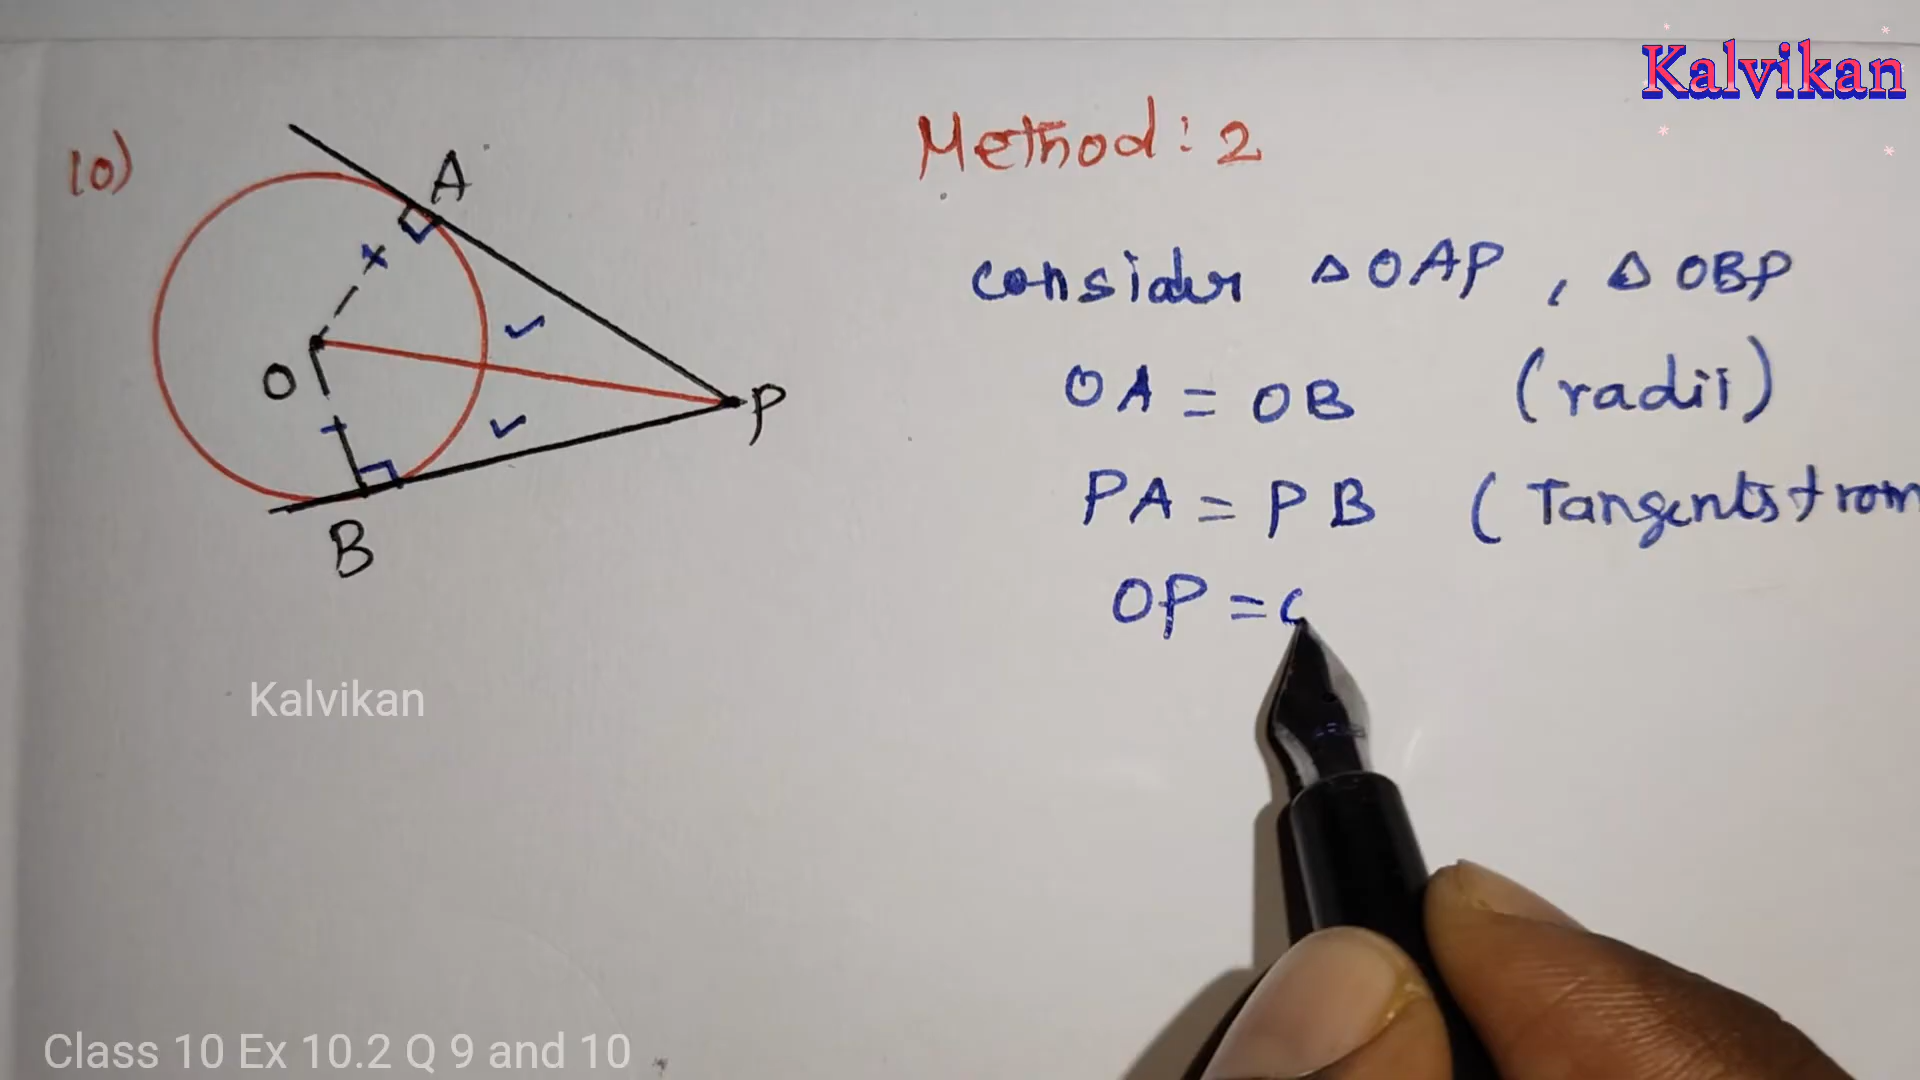 Kalvikan
10)
A
O
P
B
Method: 2
consider △OAP, △OBP
OA = OB (radii)
PA = PB (Tangents from
OP =
Kalvikan
Class 10 Ex 10.2 Q 9 and 10